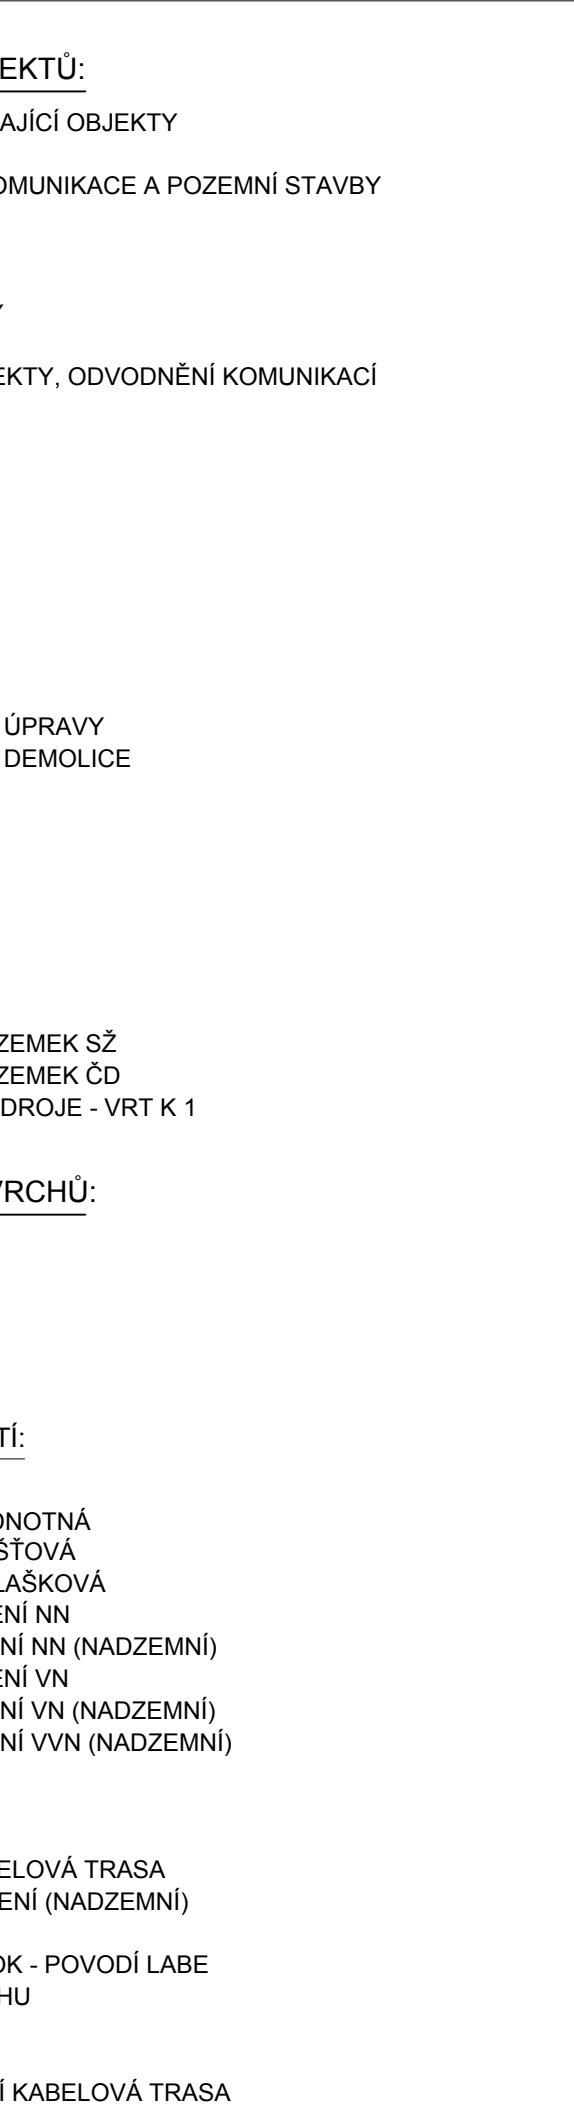 EKTŮ:
AJÍCÍ OBJEKTY
OMUNIKACE A POZEMNÍ STAVBY
Y
EKTY, ODVODNĚNÍ KOMUNIKACÍ
ÚPRAVY
DEMOLICE
ZEMEK SŽ
ZEMEK ČD
DROJE - VRT K 1
VRCHŮ:
TÍ:
ONOTNÁ
ŠŤOVÁ
LAŠKOVÁ
ENÍ NN
NÍ NN (NADZEMNÍ)
ENÍ VN
NÍ VN (NADZEMNÍ)
NÍ VVN (NADZEMNÍ)
BELOVÁ TRASA
ENÍ (NADZEMNÍ)
OK - POVODÍ LABE
HU
Í KABELOVÁ TRASA